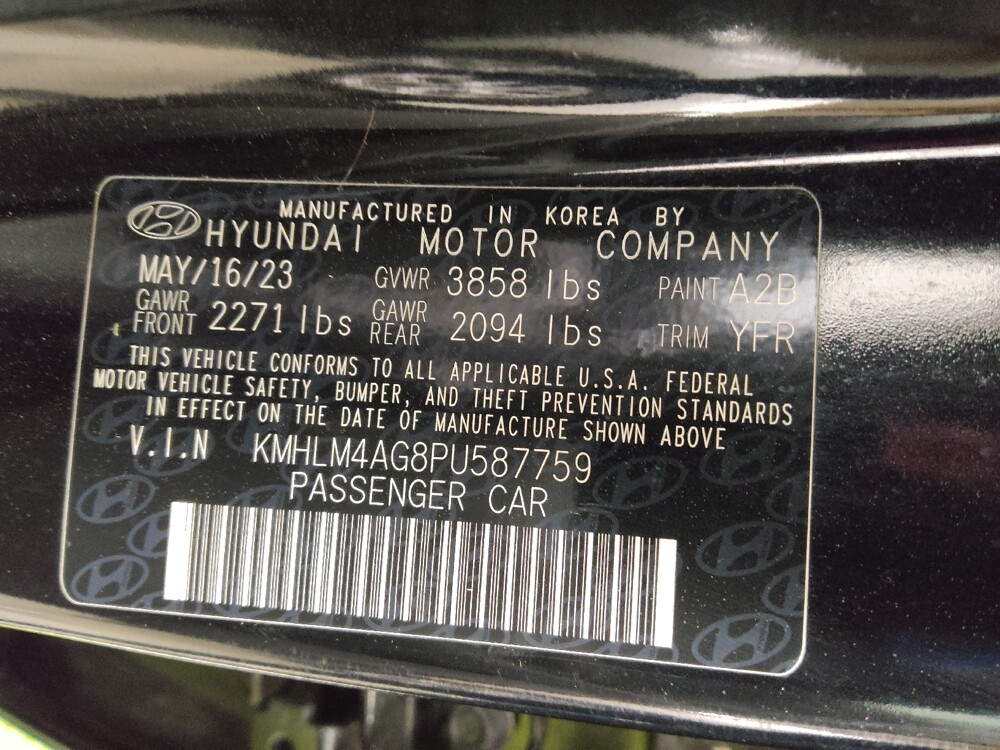 MANUFACTURED IN KOREA BY
HYUNDAI MOTOR COMPANY
MAY/16/23 GVWR 3858 lbs PAINT A2B
GAWR FRONT 2271 lbs GAWR REAR 2094 lbs TRIM YFR
THIS VEHICLE CONFORMS TO ALL APPLICABLE U.S.A. FEDERAL
MOTOR VEHICLE SAFETY, BUMPER, AND THEFT PREVENTION STANDARDS
IN EFFECT ON THE DATE OF MANUFACTURE SHOWN ABOVE
V.I.N KMHLM4AG8PU587759
PASSENGER CAR